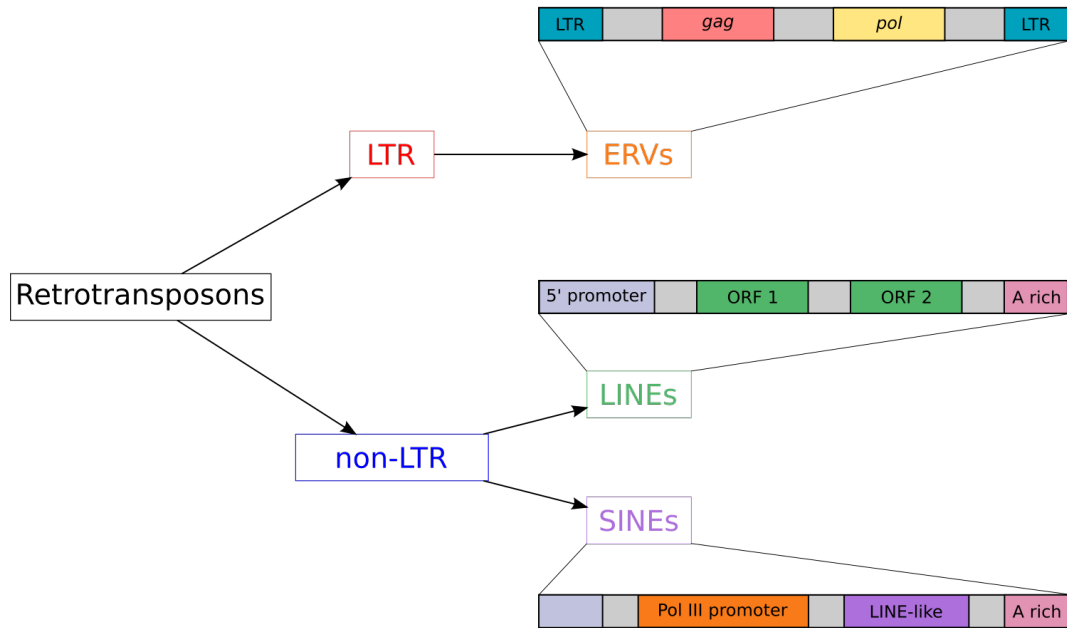 LTR gag pol LTR
LTR
ERVs
Retrotransposons
5' promoter ORF 1 ORF 2 A rich
LINEs
non-LTR
SINEs
Pol III promoter LINE-like A rich